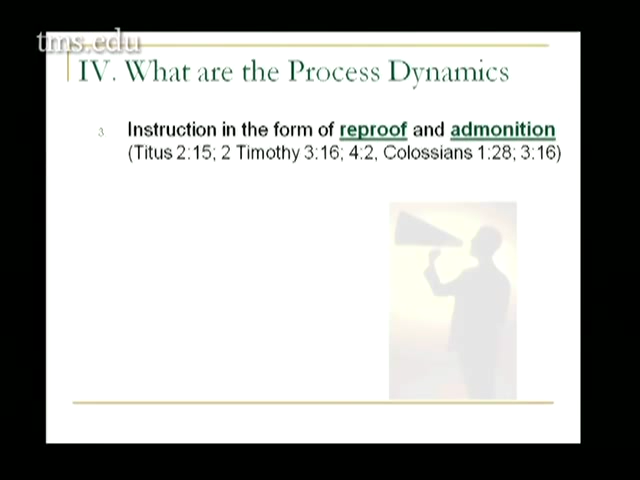 tms.edu
IV. What are the Process Dynamics
3 Instruction in the form of reproof and admonition
(Titus 2:15; 2 Timothy 3:16; 4:2, Colossians 1:28; 3:16)